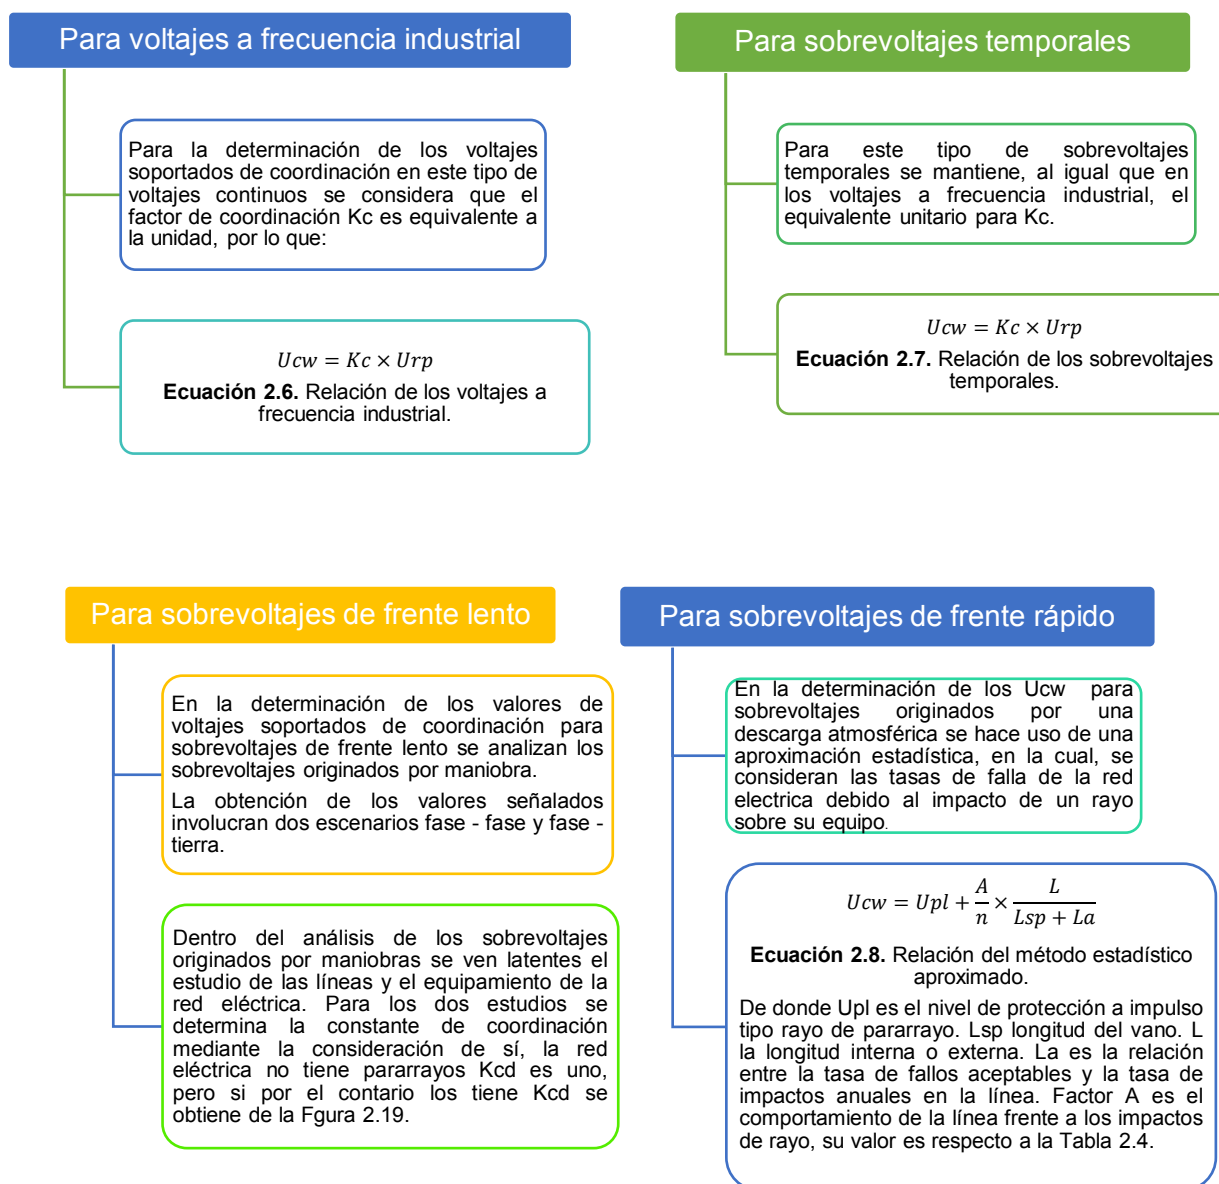 Para voltajes a frecuencia industrial
Para la determinación de los voltajes
soportados de coordinación en este tipo de
voltajes continuos se considera que el
factor de coordinación Kc es equivalente a
la unidad, por lo que:
Ucw = Kc × Urp
Ecuación 2.6. Relación de los voltajes a
frecuencia industrial.
Para sobrevoltajes temporales
Para este tipo de sobrevoltajes
temporales se mantiene, al igual que en
los voltajes a frecuencia industrial, el
equivalente unitario para Kc.
Ucw = Kc × Urp
Ecuación 2.7. Relación de los sobrevoltajes
temporales.
Para sobrevoltajes de frente lento
En la determinación de los valores de
voltajes soportados de coordinación para
sobrevoltajes de frente lento se analizan los
sobrevoltajes originados por maniobra.
La obtención de los valores señalados
involucran dos escenarios fase - fase y fase -
tierra.
Dentro del análisis de los sobrevoltajes
originados por maniobras se ven latentes el
estudio de las líneas y el equipamiento de la
red eléctrica. Para los dos estudios se
determina la constante de coordinación
mediante la consideración de sí, la red
eléctrica no tiene pararrayos Kcd es uno,
pero si por el contario los tiene Kcd se
obtiene de la Fgura 2.19.
Para sobrevoltajes de frente rápido
En la determinación de los Ucw para
sobrevoltajes originados por una
descarga atmosférica se hace uso de una
aproximación estadística, en la cual, se
consideran las tasas de falla de la red
electrica debido al impacto de un rayo
sobre su equipo.
Ucw = Upl + A/n × L/(Lsp + La)
Ecuación 2.8. Relación del método estadístico
aproximado.
De donde Upl es el nivel de protección a impulso
tipo rayo de pararrayo. Lsp longitud del vano. L
la longitud interna o externa. La es la relación
entre la tasa de fallos aceptables y la tasa de
impactos anuales en la línea. Factor A es el
comportamiento de la línea frente a los impactos
de rayo, su valor es respecto a la Tabla 2.4.